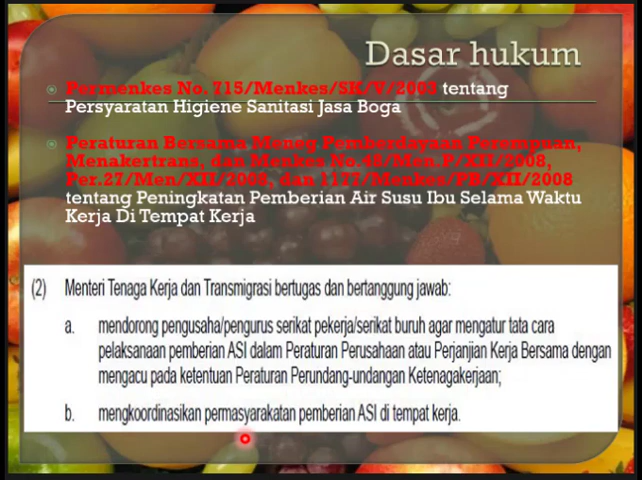 Dasar hukum
Permenkes No. 715/Menkes/SK/V/2003 tentang
Persyaratan Higiene Sanitasi Jasa Boga
Peraturan Bersama Meneg Pemberdayaan Perempuan,
Menakertrans, dan Menkes No.48/Men.P/XII/2008,
Per.27/Men/XII/2008, dan 1177/Menkes/PB/XII/2008
tentang Peningkatan Pemberian Air Susu Ibu Selama Waktu
Kerja Di Tempat Kerja
(2) Menteri Tenaga Kerja dan Transmigrasi bertugas dan bertanggung jawab:
a. mendorong pengusaha/pengurus serikat pekerja/serikat buruh agar mengatur tata cara
pelaksanaan pemberian ASI dalam Peraturan Perusahaan atau Perjanjian Kerja Bersama dengan
mengacu pada ketentuan Peraturan Perundang-undangan Ketenagakerjaan;
b. mengkoordinasikan permasyarakatan pemberian ASI di tempat kerja.